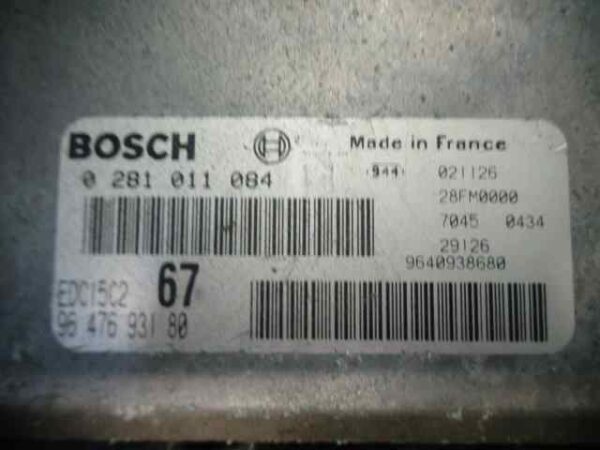 BOSCH
Made in France
0 281 011 084
944
021126
28FM0000
7045 0434
29126
9640938680
EDC15C2 67
96 476 931 80